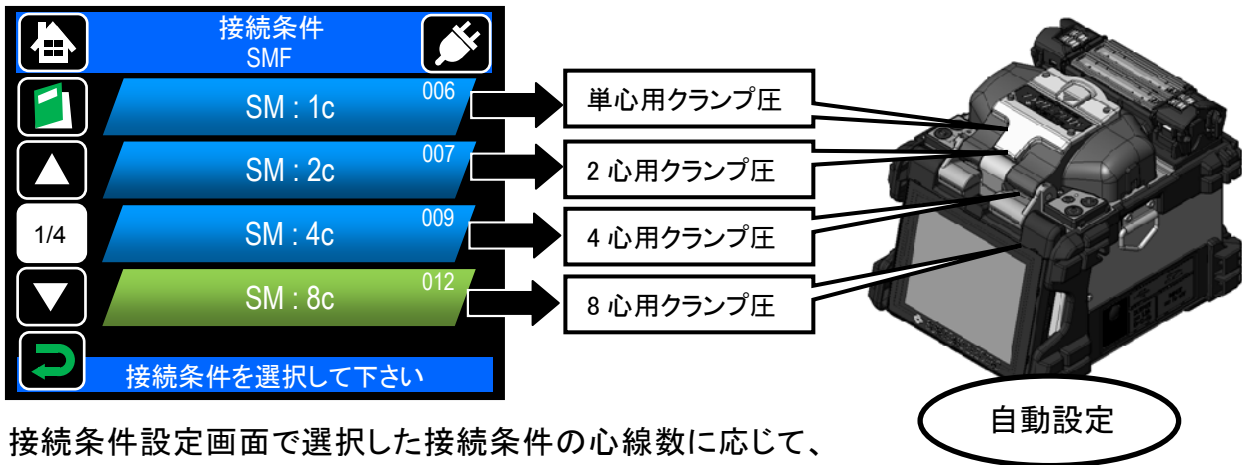 接続条件
SMF
SM : 1c
006
SM : 2c
007
1/4
SM : 4c
009
SM : 8c
012
接続条件を選択して下さい
単心用クランプ圧
2 心用クランプ圧
4 心用クランプ圧
8 心用クランプ圧
自動設定
接続条件設定画面で選択した接続条件の心線数に応じて、